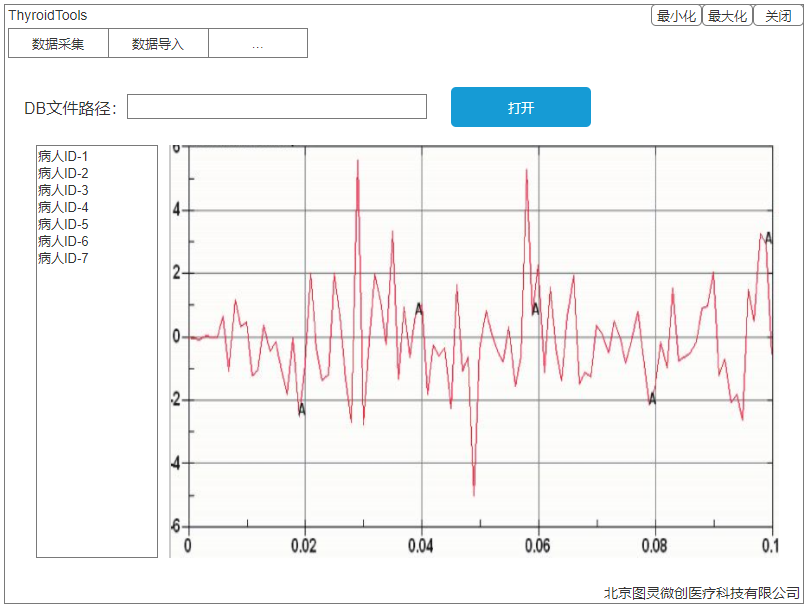 ThyroidTools
最小化 最大化 关闭
数据采集 数据导入 ...
DB文件路径： 打开
病人ID-1
病人ID-2
病人ID-3
病人ID-4
病人ID-5
病人ID-6
病人ID-7
6
4
2
0
-2
-4
-6
A A A A A
0 0.02 0.04 0.06 0.08 0.1
北京图灵微创医疗科技有限公司